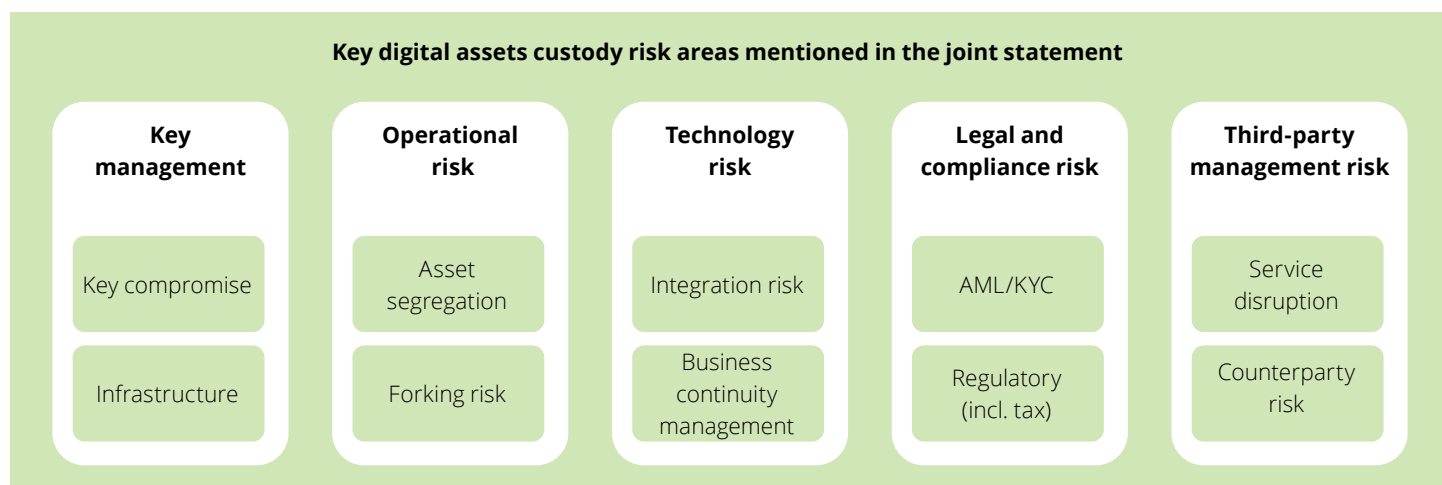 Key digital assets custody risk areas mentioned in the joint statement
Key
management
Key compromise
Infrastructure
Operational
risk
Asset
segregation
Forking risk
Technology
risk
Integration risk
Business
continuity
management
Legal and
compliance risk
AML/KYC
Regulatory
(incl. tax)
Third-party
management risk
Service
disruption
Counterparty
risk